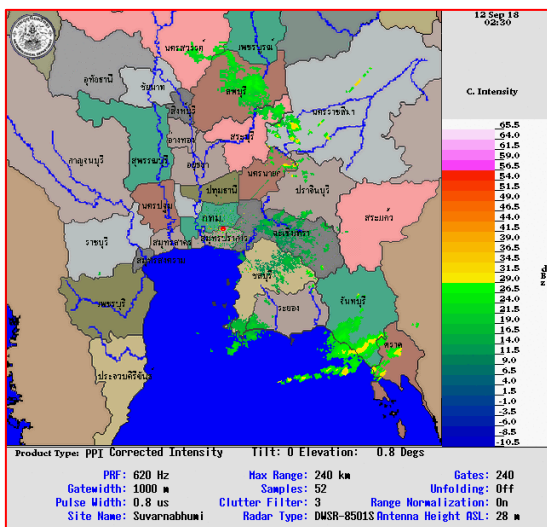 12 Sep 18
02:30
C. Intensity
65.5
64.0
61.5
59.0
56.5
54.0
51.5
49.0
46.5
44.0
41.5
39.0
36.5
34.0
31.5
29.0
26.5
24.0
21.5
19.0
16.5
14.0
11.5
9.0
6.5
4.0
1.5
-1.0
-3.5
-6.0
-8.5
-10.5
นครสวรรค์
เพชรบูรณ์
อุทัยธานี
ชัยนาท
ลพบุรี
สิงห์บุรี
นครราชสีมา
อ่างทอง
สระบุรี
กาญจนบุรี
สุพรรณบุรี
อยุธยา
นครนายก
ปราจีนบุรี
ปทุมธานี
นครปฐม
สระแก้ว
กทม.
ฉะเชิงเทรา
ราชบุรี
สมุทรสาคร
สมุทรปราการ
สมุทรสงคราม
ชลบุรี
เพชรบุรี
ระยอง
จันทบุรี
ตราด
ประจวบคีรีขันธ์
Product Type: PPI Corrected Intensity Tilt: 0 Elevation: 0.8 Degs
PRF: 620 Hz Max Range: 240 km Gates: 240
Gatewidth: 1000 m Samples: 52 Unfolding: Off
Pulse Width: 0.8 us Clutter Filter: 3 Range Normalization: On
Site Name: Suvarnabhumi Radar Type: DWSR-8501S Antenna Height ASL: 28 m